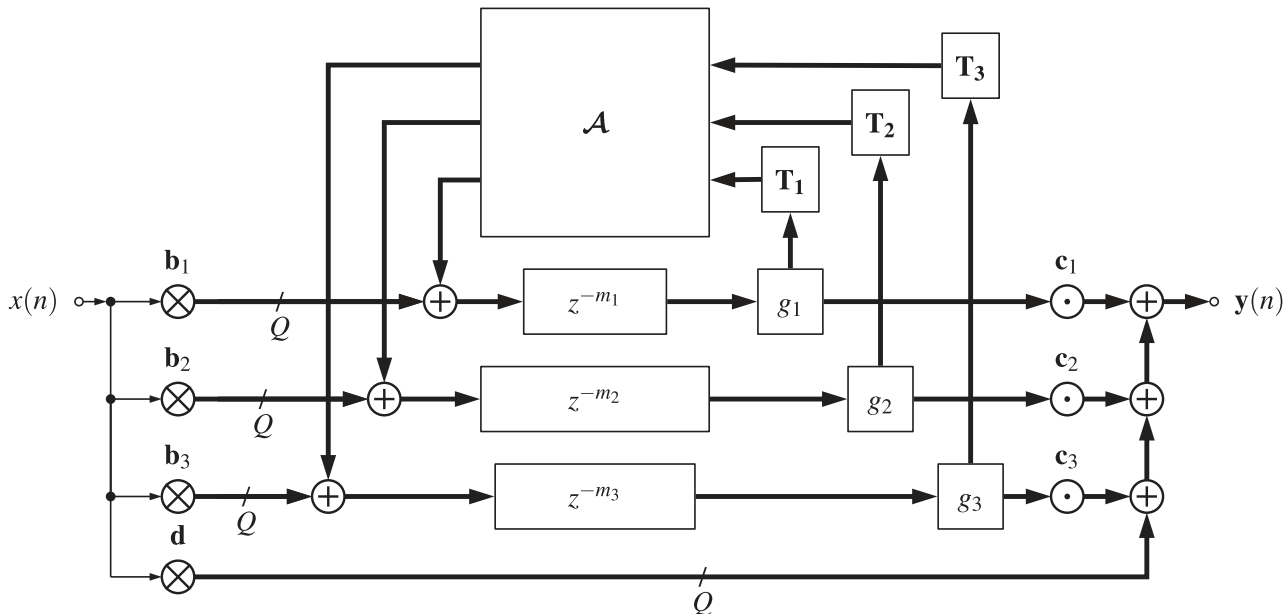 𝓐
T₃
T₂
T₁
b₁
c₁
x(n)
Q
z⁻ᵐ¹
g₁
y(n)
b₂
c₂
Q
z⁻ᵐ²
g₂
b₃
c₃
Q
z⁻ᵐ³
g₃
d
Q